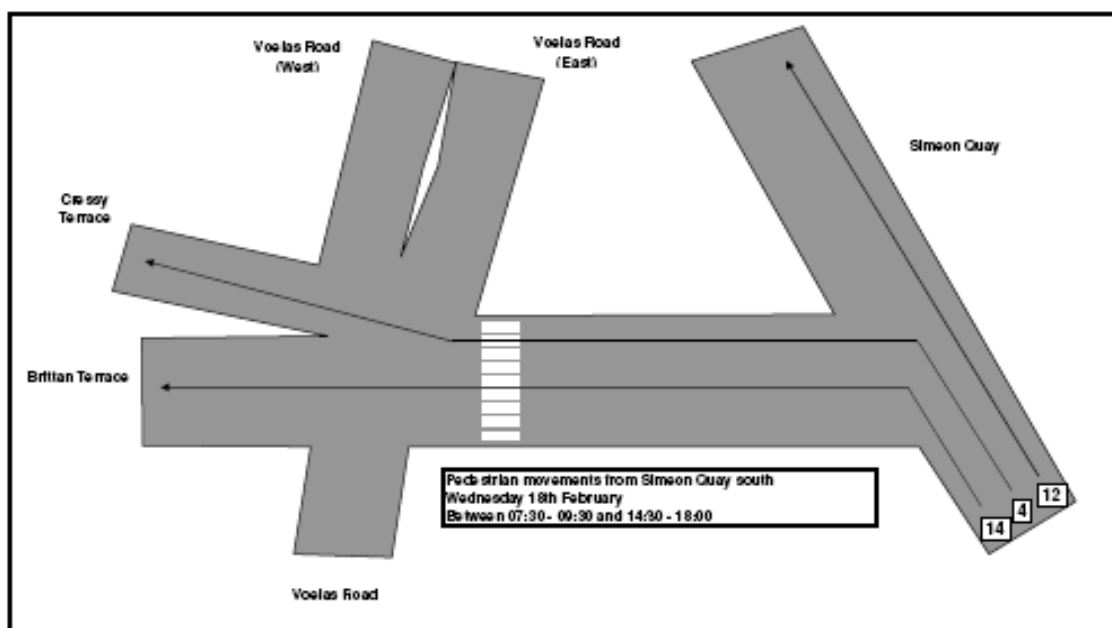 Voelas Road
(West)
Voelas Road
(East)
Simeon Quay
Cressy
Terrace
Brittan Terrace
Pedestrian movements from Simeon Quay south
Wednesday 18th February
Between 07:30 - 09:30 and 14:30 - 18:00
12
4
14
Voelas Road